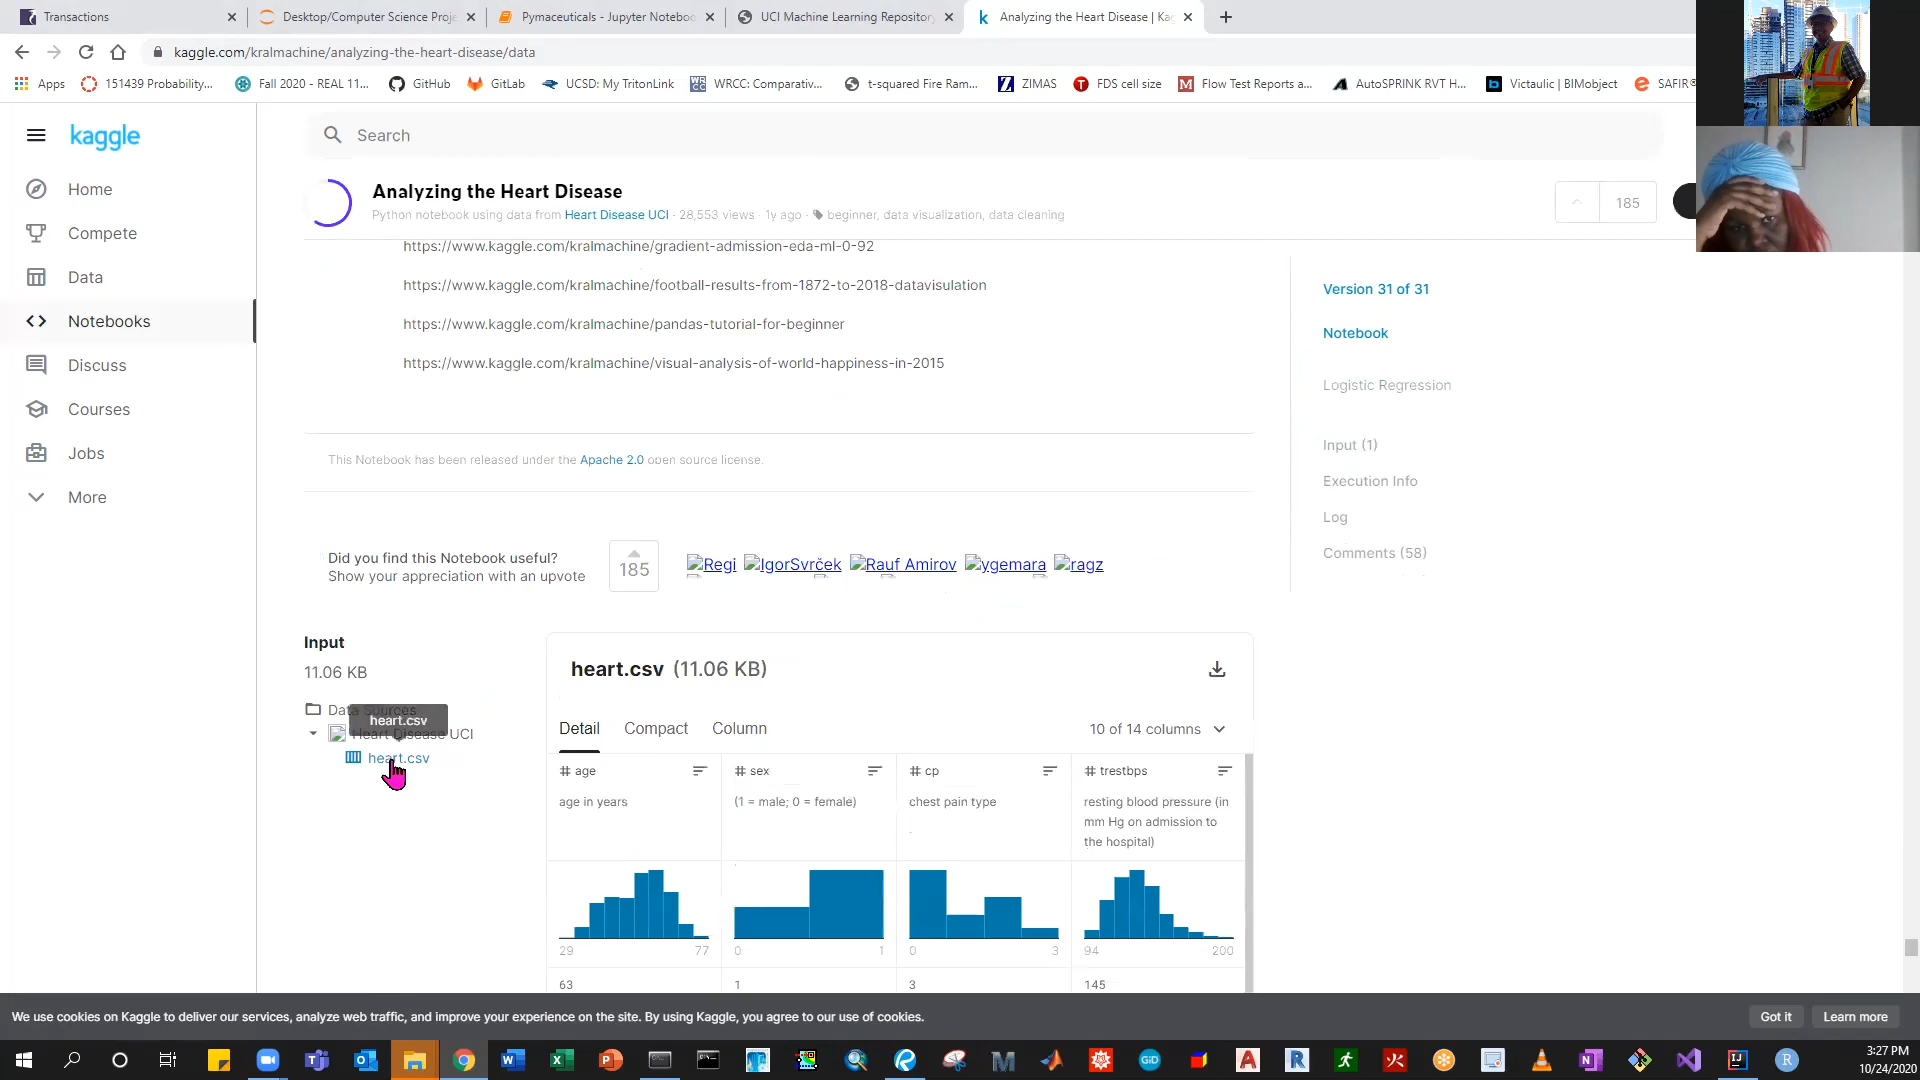 Transactions
Desktop/Computer Science Proje
Pymaceuticals - Jupyter Noteboo
UCI Machine Learning Repository
Analyzing the Heart Disease | Kag
kaggle.com/kralmachine/analyzing-the-heart-disease/data
Apps
151439 Probability...
Fall 2020 - REAL 11...
GitHub
GitLab
UCSD: My TritonLink
WRCC: Comparativ...
t-squared Fire Ram...
ZIMAS
FDS cell size
Flow Test Reports a...
AutoSPRINK RVT H...
Victaulic | BIMobject
SAFIR®
kaggle
Search
Home
Compete
Data
Notebooks
Discuss
Courses
Jobs
More
Analyzing the Heart Disease
Python notebook using data from Heart Disease UCI · 28,553 views · 1y ago · beginner, data visualization, data cleaning
185
https://www.kaggle.com/kralmachine/gradient-admission-eda-ml-0-92
https://www.kaggle.com/kralmachine/football-results-from-1872-to-2018-datavisulation
https://www.kaggle.com/kralmachine/pandas-tutorial-for-beginner
https://www.kaggle.com/kralmachine/visual-analysis-of-world-happiness-in-2015
This Notebook has been released under the Apache 2.0 open source license.
Did you find this Notebook useful?
Show your appreciation with an upvote
185
Regi IgorSvrček Rauf Amirov ygemara ragz
Version 31 of 31
Notebook
Logistic Regression
Input (1)
Execution Info
Log
Comments (58)
Input
11.06 KB
Data Sources
heart.csv
Heart Disease UCI
heart.csv
heart.csv (11.06 KB)
Detail Compact Column
10 of 14 columns
# age
# sex
# cp
# trestbps
age in years
(1 = male; 0 = female)
chest pain type
resting blood pressure (in
mm Hg on admission to
the hospital)
29 77
0 1
0 3
94 200
63
1
3
145
We use cookies on Kaggle to deliver our services, analyze web traffic, and improve your experience on the site. By using Kaggle, you agree to our use of cookies.
Got it
Learn more
3:27 PM
10/24/2020